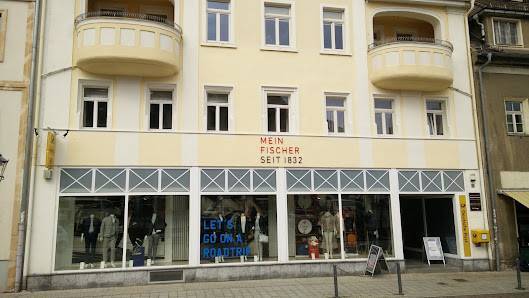 MEIN
FISCHER
SEIT 1832
LET'S
GO ON A
ROADTRIP